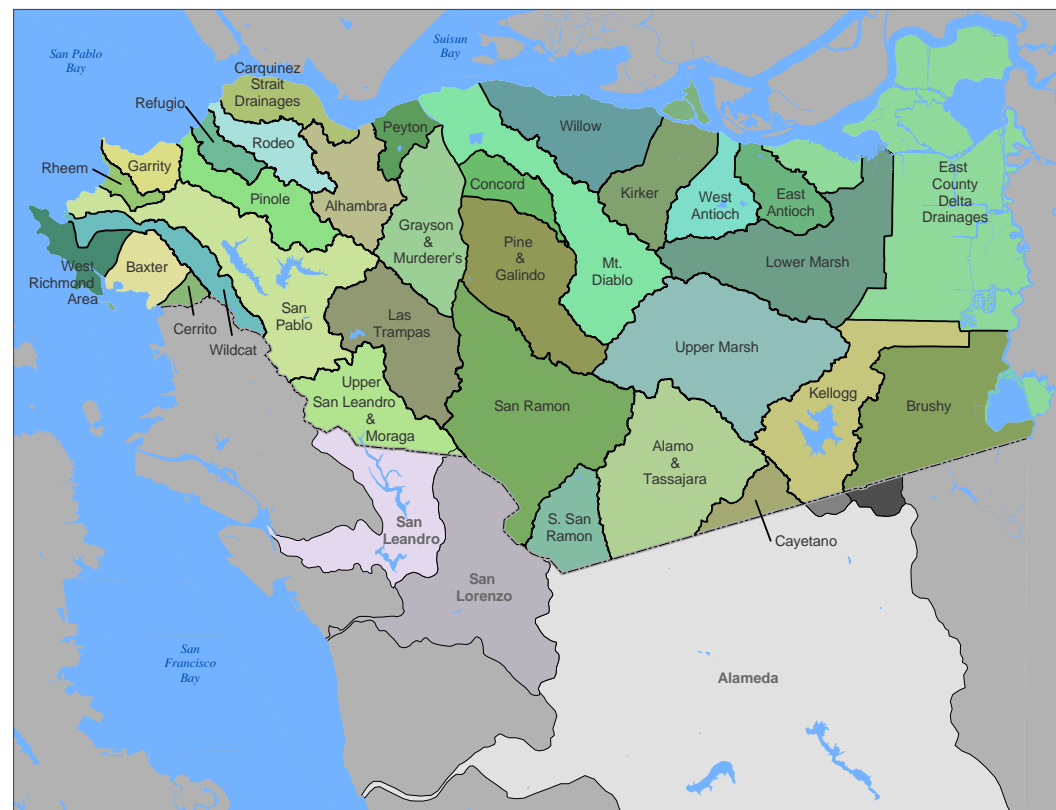 San Pablo
Bay
Suisun
Bay
Carquinez
Strait
Drainages
Refugio
Rodeo
Peyton
Willow
Rheem
Garrity
Pinole
Alhambra
Concord
Kirker
West
Antioch
East
Antioch
East
County
Delta
Drainages
Grayson
&
Murderer's
Pine
&
Galindo
Mt.
Diablo
Lower Marsh
West
Richmond
Area
Baxter
Cerrito
Wildcat
San
Pablo
Las
Trampas
Upper Marsh
Upper
San Leandro
&
Moraga
San Ramon
Kellogg
Brushy
Alamo
&
Tassajara
S. San
Ramon
Cayetano
San
Leandro
San
Lorenzo
San
Francisco
Bay
Alameda